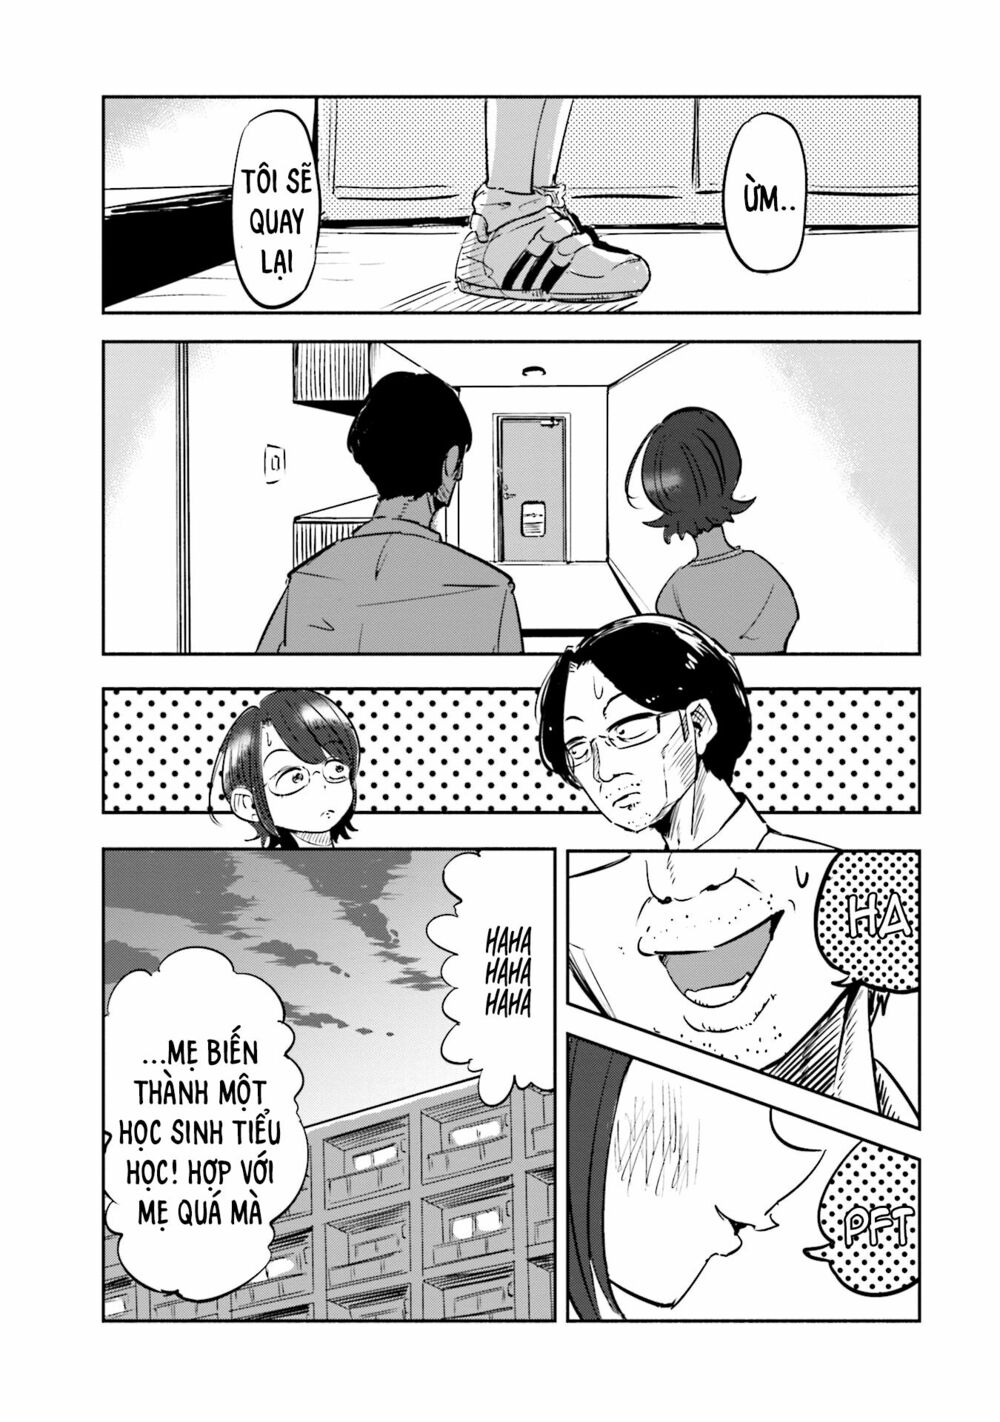 ỪM..
TÔI SẼ
QUAY
LẠI
HA
PFT
HAHA
HAHA
HAHA
...MẸ BIẾN
THÀNH MỘT
HỌC SINH TIỂU
HỌC! HỢP VỚI
MẸ QUÁ MÀ